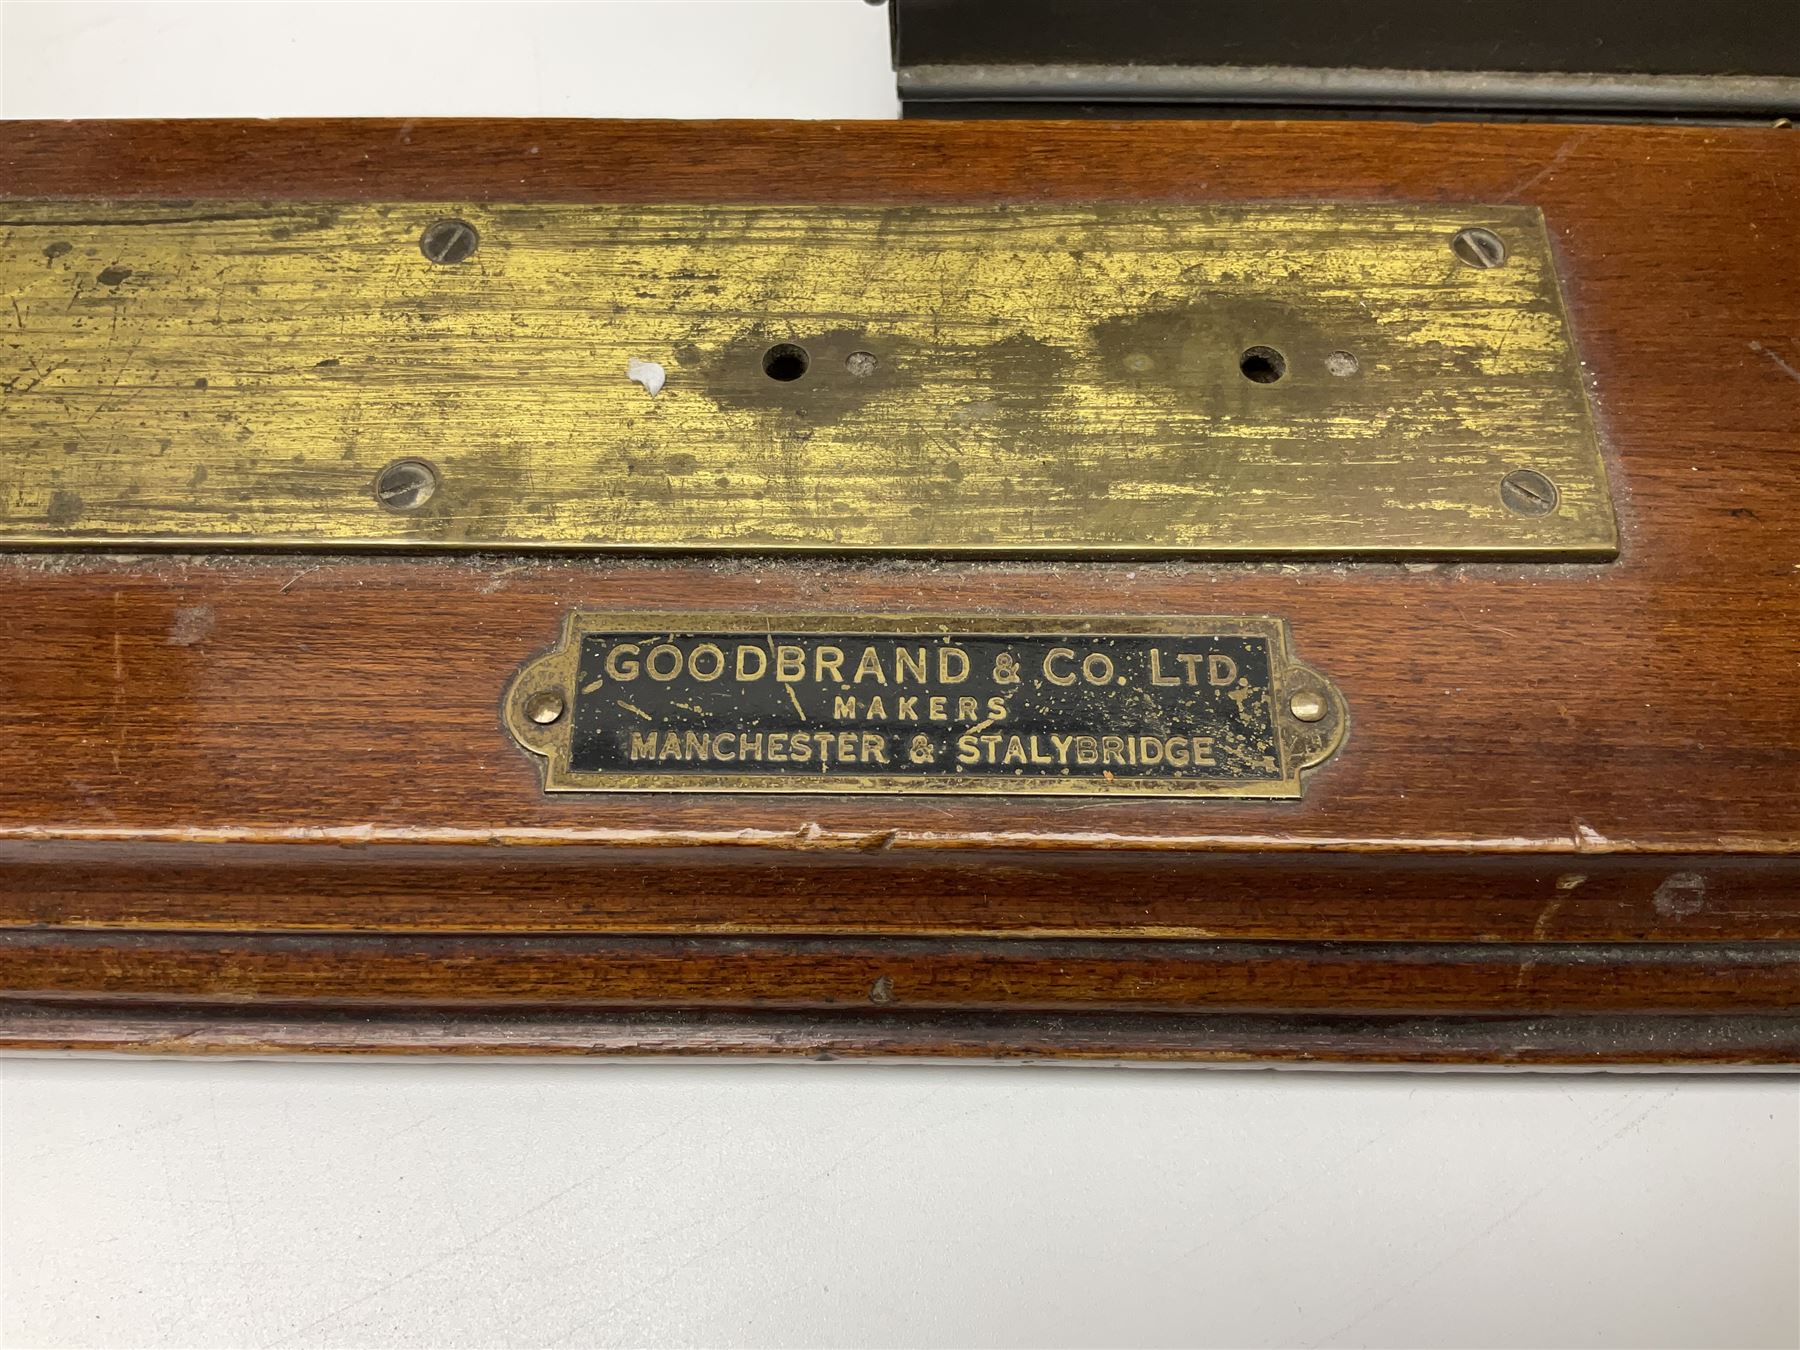 GOODBRAND & CO. LTD.
MAKERS
MANCHESTER & STALYBRIDGE